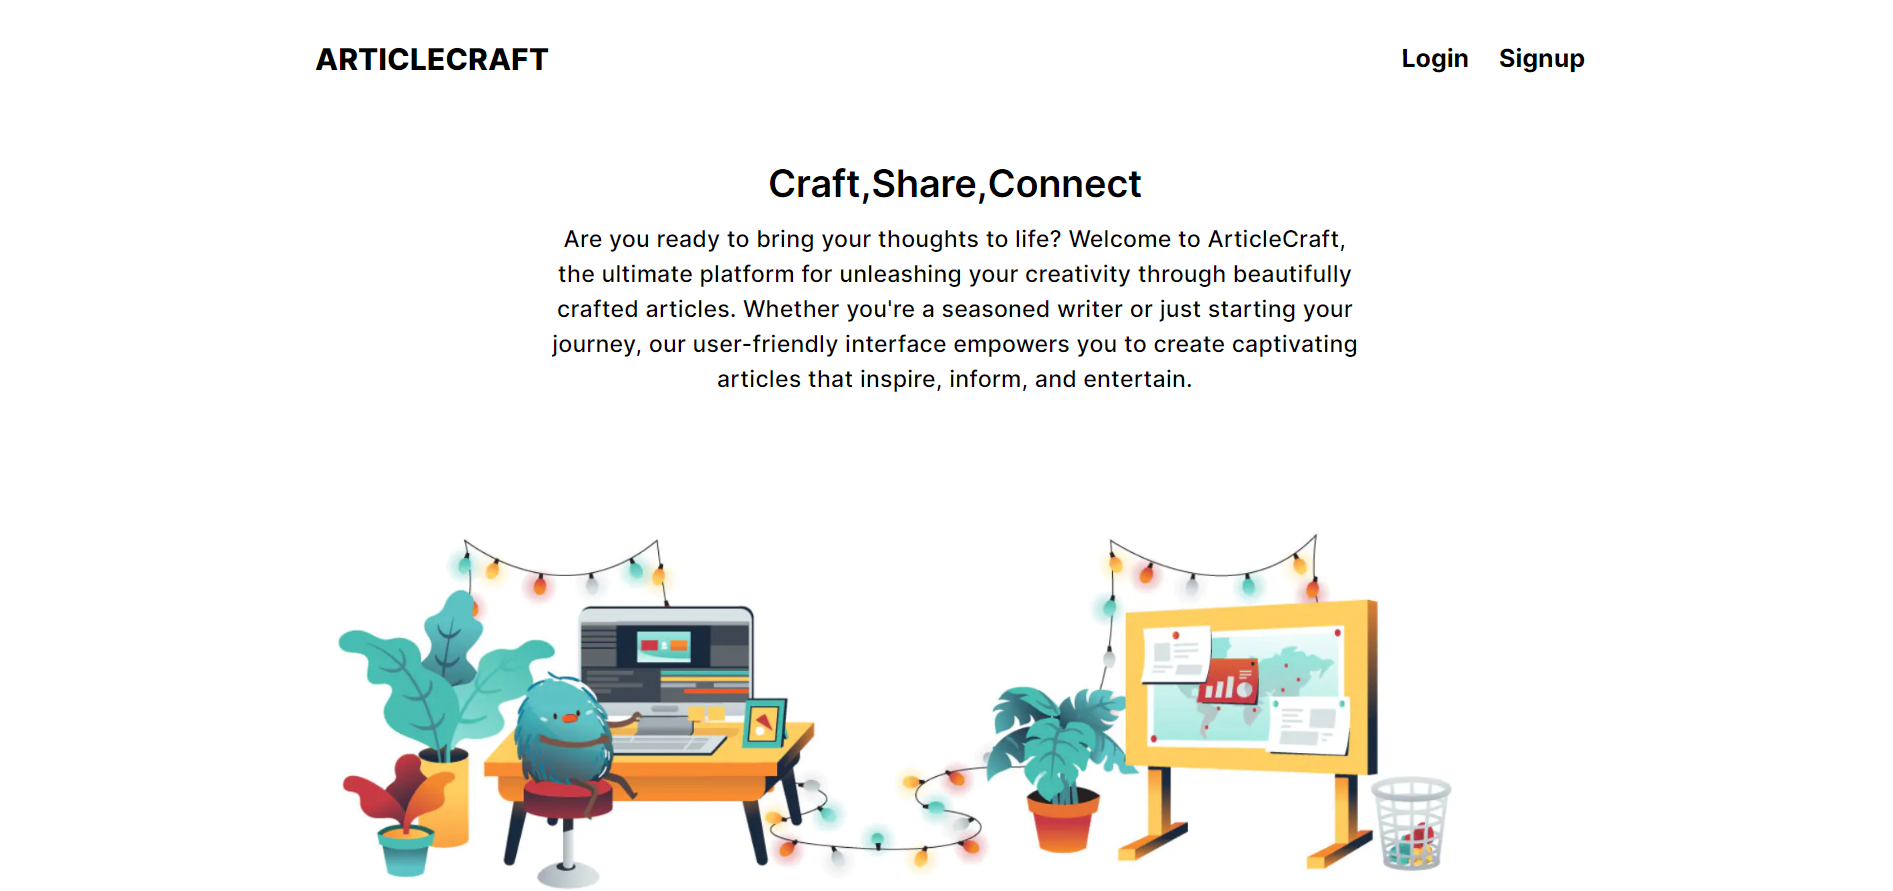 ARTICLECRAFT
Login Signup
Craft,Share,Connect
Are you ready to bring your thoughts to life? Welcome to ArticleCraft,
the ultimate platform for unleashing your creativity through beautifully
crafted articles. Whether you're a seasoned writer or just starting your
journey, our user-friendly interface empowers you to create captivating
articles that inspire, inform, and entertain.